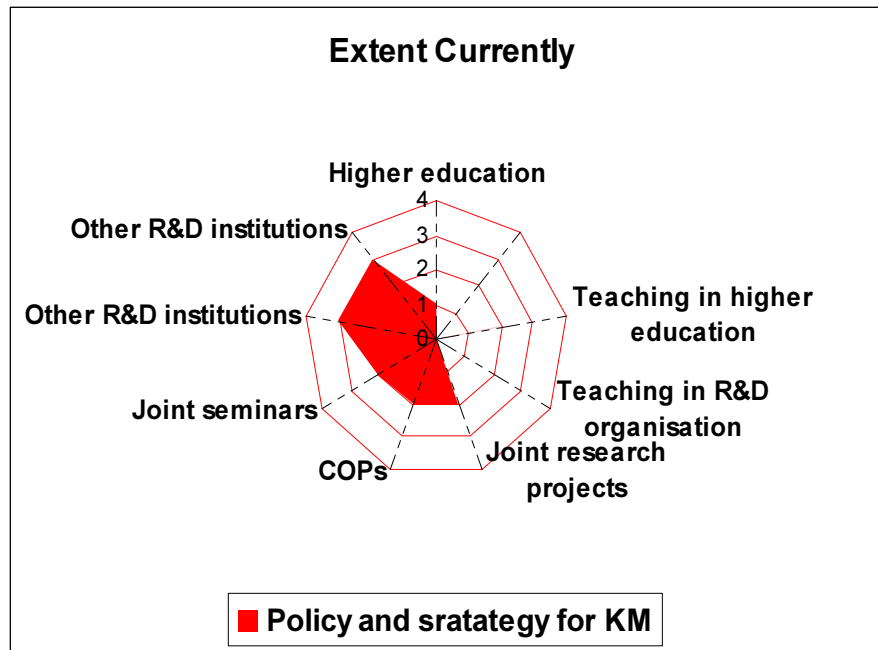 Extent Currently
Higher education
4
3
2
1
0
Other R&D institutions
Other R&D institutions
Joint seminars
COPs
Joint research
projects
Teaching in R&D
organisation
Teaching in higher
education
Policy and sratategy for KM